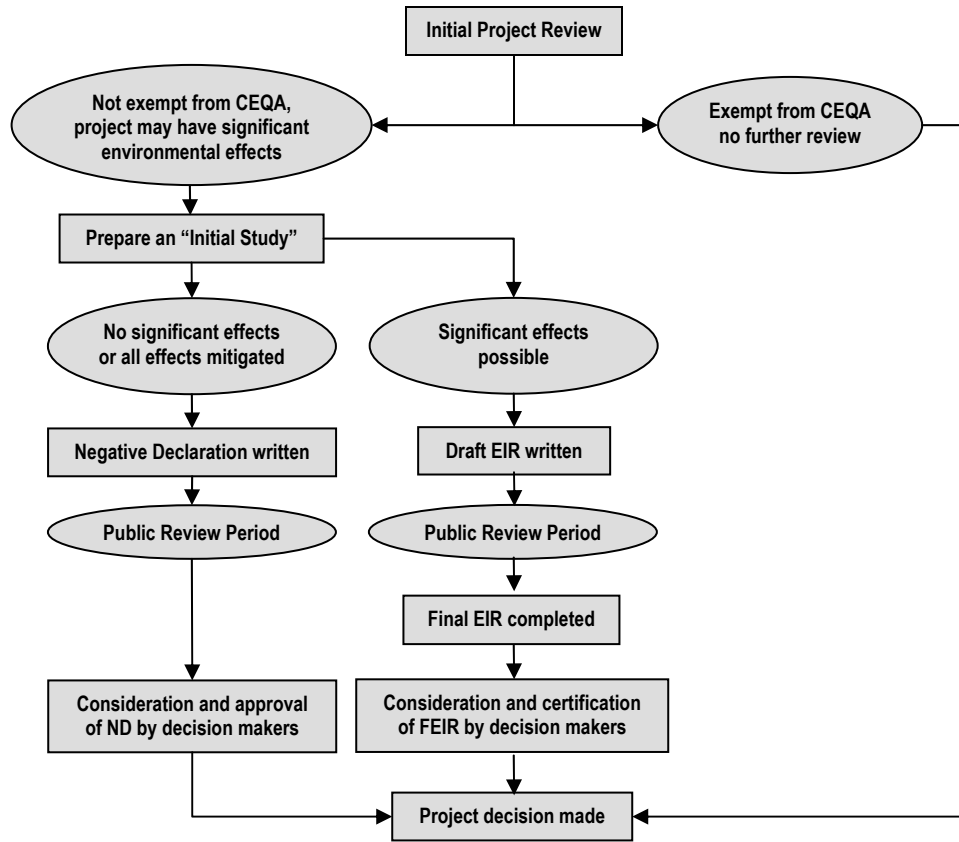 Initial Project Review
Not exempt from CEQA,
project may have significant
environmental effects
Exempt from CEQA
no further review
Prepare an “Initial Study”
No significant effects
or all effects mitigated
Significant effects
possible
Negative Declaration written
Draft EIR written
Public Review Period
Public Review Period
Final EIR completed
Consideration and approval
of ND by decision makers
Consideration and certification
of FEIR by decision makers
Project decision made